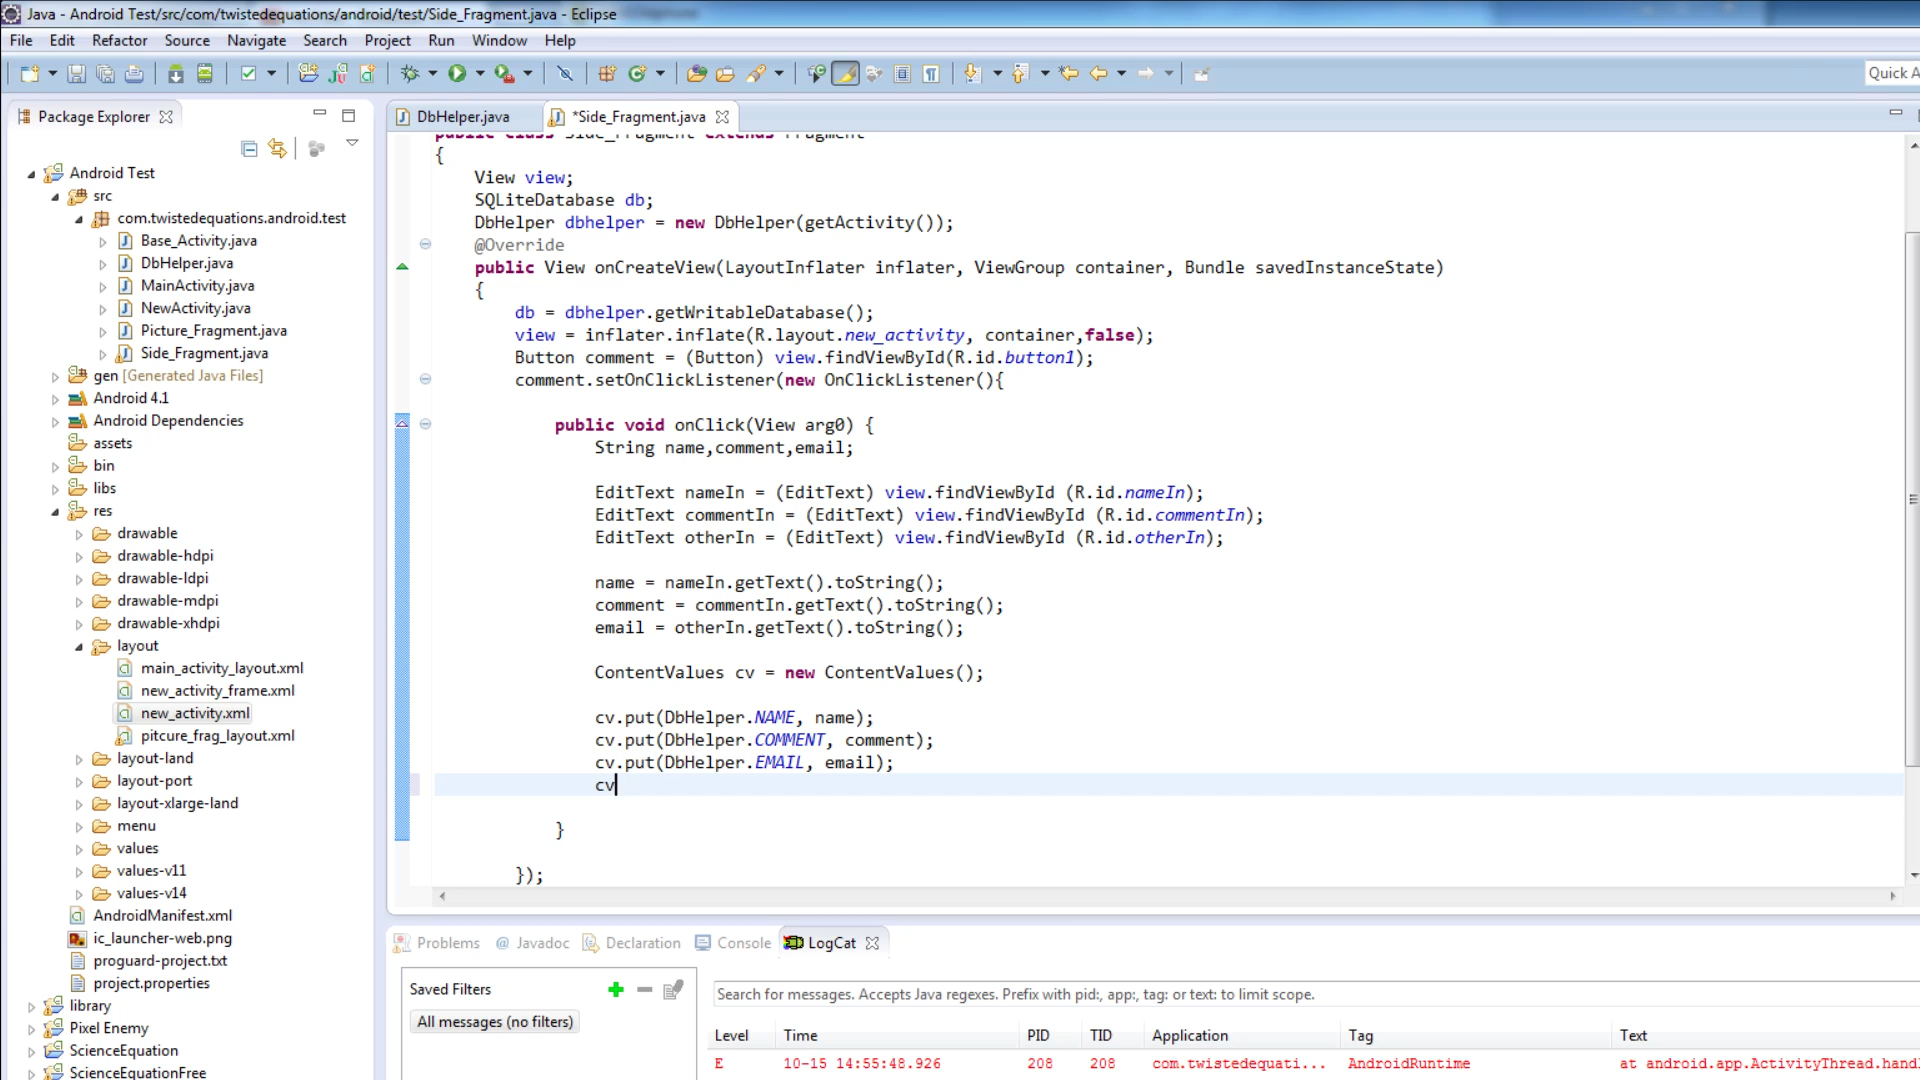 Java - Android Test/src/com/twistedequations/android/test/Side_Fragment.java - Eclipse
File Edit Refactor Source Navigate Search Project Run Window Help
Quick A
Package Explorer
DbHelper.java
*Side_Fragment.java
Android Test
src
com.twistedequations.android.test
Base_Activity.java
DbHelper.java
MainActivity.java
NewActivity.java
Picture_Fragment.java
Side_Fragment.java
gen [Generated Java Files]
Android 4.1
Android Dependencies
assets
bin
libs
res
drawable
drawable-hdpi
drawable-ldpi
drawable-mdpi
drawable-xhdpi
layout
main_activity_layout.xml
new_activity_frame.xml
new_activity.xml
pitcure_frag_layout.xml
layout-land
layout-port
layout-xlarge-land
menu
values
values-v11
values-v14
AndroidManifest.xml
ic_launcher-web.png
proguard-project.txt
project.properties
library
Pixel Enemy
ScienceEquation
ScienceEquationFree
public class Side_Fragment extends Fragment
{
View view;
SQLiteDatabase db;
DbHelper dbhelper = new DbHelper(getActivity());
@Override
public View onCreateView(LayoutInflater inflater, ViewGroup container, Bundle savedInstanceState)
{
db = dbhelper.getWritableDatabase();
view = inflater.inflate(R.layout.new_activity, container,false);
Button comment = (Button) view.findViewById(R.id.button1);
comment.setOnClickListener(new OnClickListener(){
public void onClick(View arg0) {
String name,comment,email;
EditText nameIn = (EditText) view.findViewById (R.id.nameIn);
EditText commentIn = (EditText) view.findViewById (R.id.commentIn);
EditText otherIn = (EditText) view.findViewById (R.id.otherIn);
name = nameIn.getText().toString();
comment = commentIn.getText().toString();
email = otherIn.getText().toString();
ContentValues cv = new ContentValues();
cv.put(DbHelper.NAME, name);
cv.put(DbHelper.COMMENT, comment);
cv.put(DbHelper.EMAIL, email);
cv
}
});
Problems @ Javadoc Declaration Console LogCat
Saved Filters
All messages (no filters)
Search for messages. Accepts Java regexes. Prefix with pid:, app:, tag: or text: to limit scope.
Level Time PID TID Application Tag Text
E 10-15 14:55:48.926 208 208 com.twistedequati... AndroidRuntime at android.app.ActivityThread.handl